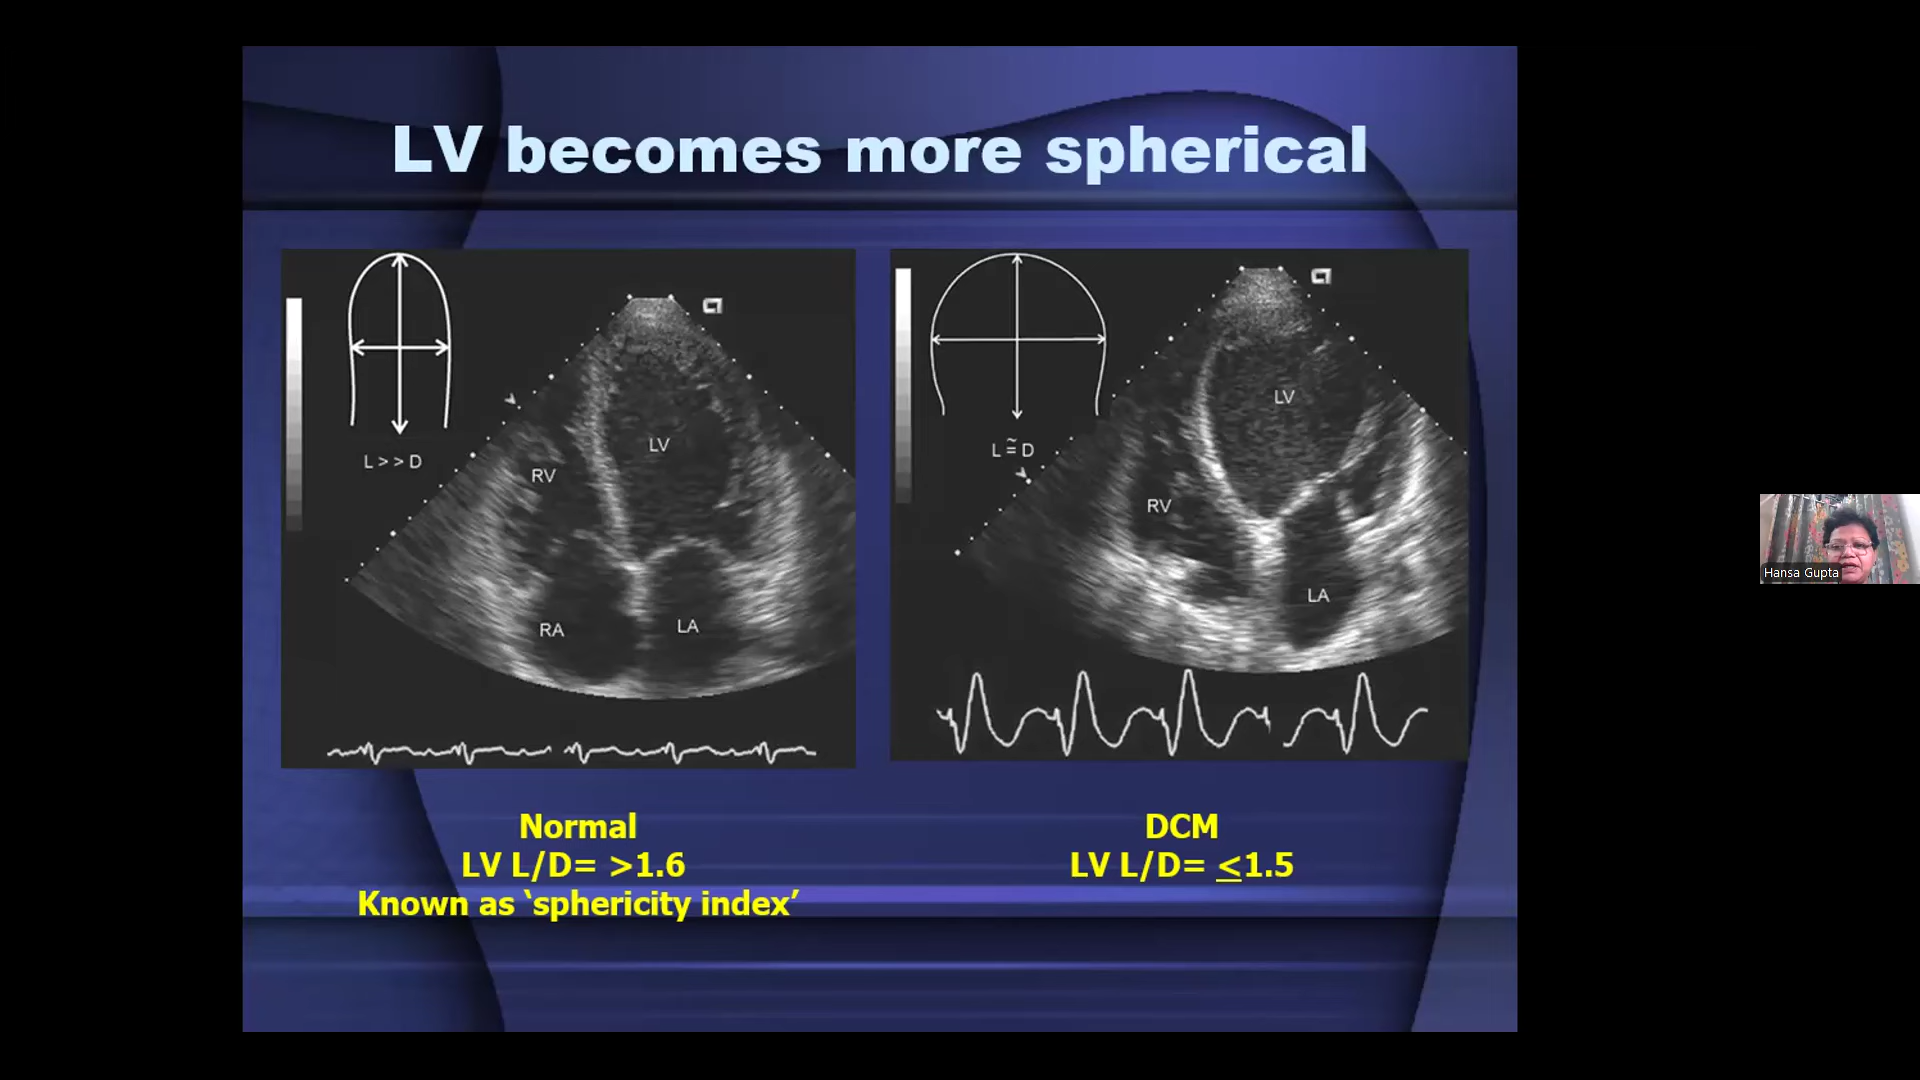 LV becomes more spherical
L>>D
LV
RV
RA
LA
L ≅ D
LV
RV
LA
Normal
LV L/D= >1.6
Known as ‘sphericity index’
DCM
LV L/D= <1.5
Hansa Gupta